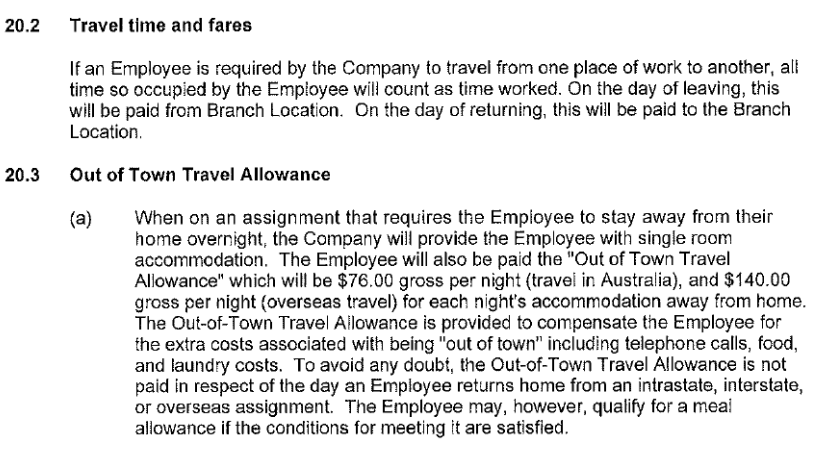 20.2 Travel time and fares
If an Employee is required by the Company to travel from one place of work to another, all
time so occupied by the Employee will count as time worked. On the day of leaving, this
will be paid from Branch Location. On the day of returning, this will be paid to the Branch
Location.
20.3 Out of Town Travel Allowance
(a) When on an assignment that requires the Employee to stay away from their
home overnight, the Company will provide the Employee with single room
accommodation. The Employee will also be paid the "Out of Town Travel
Allowance" which will be $76.00 gross per night (travel in Australia), and $140.00
gross per night (overseas travel) for each night's accommodation away from home.
The Out-of-Town Travel Allowance is provided to compensate the Employee for
the extra costs associated with being "out of town" including telephone calls, food,
and laundry costs. To avoid any doubt, the Out-of-Town Travel Allowance is not
paid in respect of the day an Employee returns home from an intrastate, interstate,
or overseas assignment. The Employee may, however, qualify for a meal
allowance if the conditions for meeting it are satisfied.